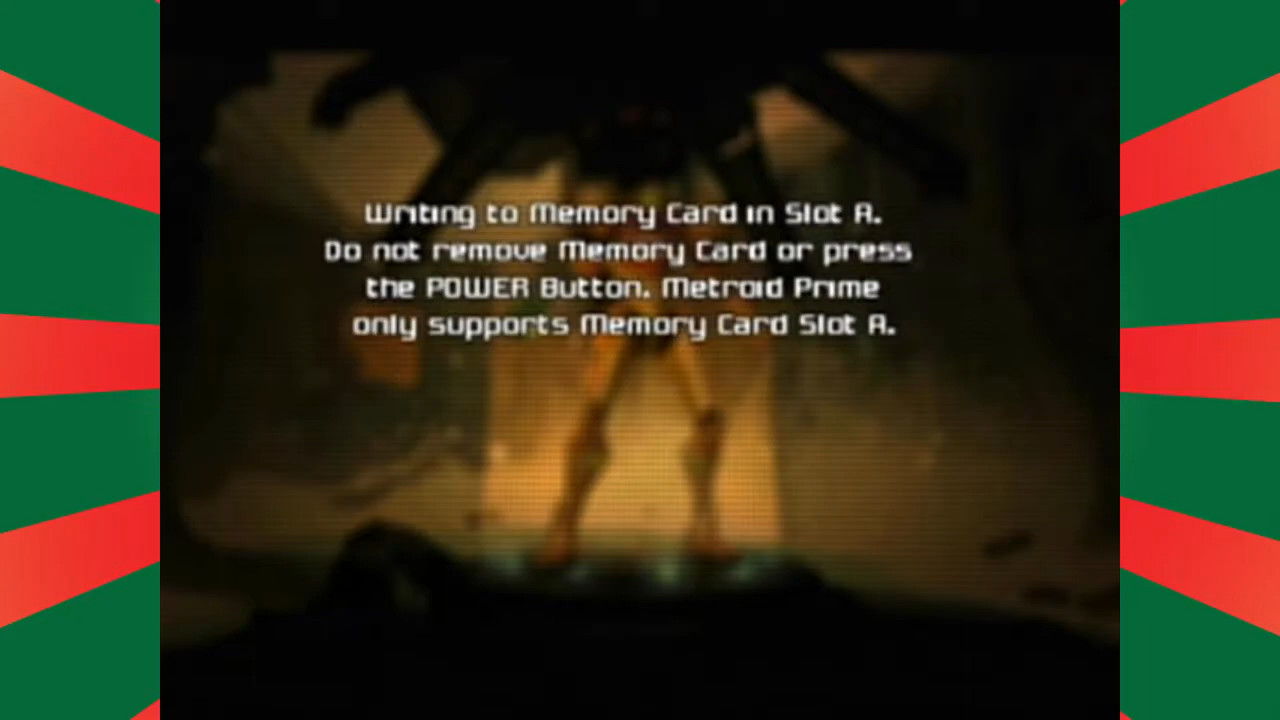 Writing to Memory Card in Slot A.
Do not remove Memory Card or press
the POWER Button. Metroid Prime
only supports Memory Card Slot A.